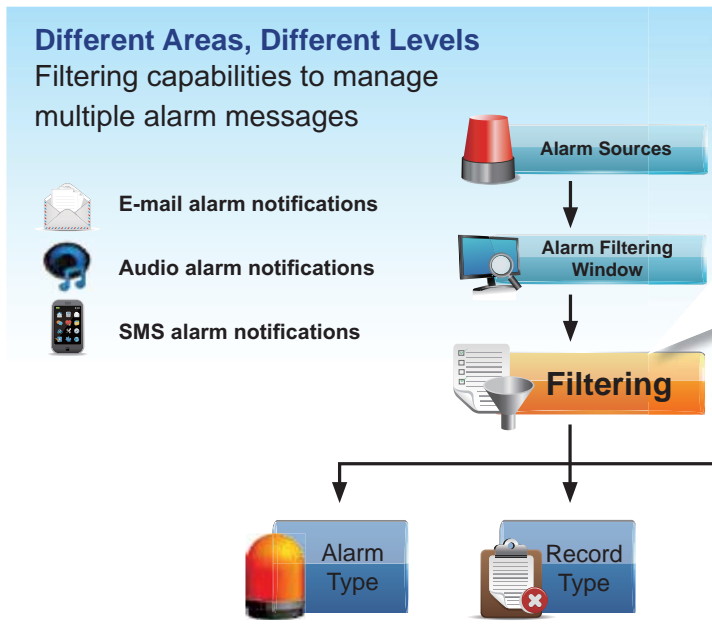 Different Areas, Different Levels
Filtering capabilities to manage
multiple alarm messages
E-mail alarm notifications
Audio alarm notifications
SMS alarm notifications
Alarm Sources
Alarm Filtering
Window
Filtering
Alarm
Type
Record
Type